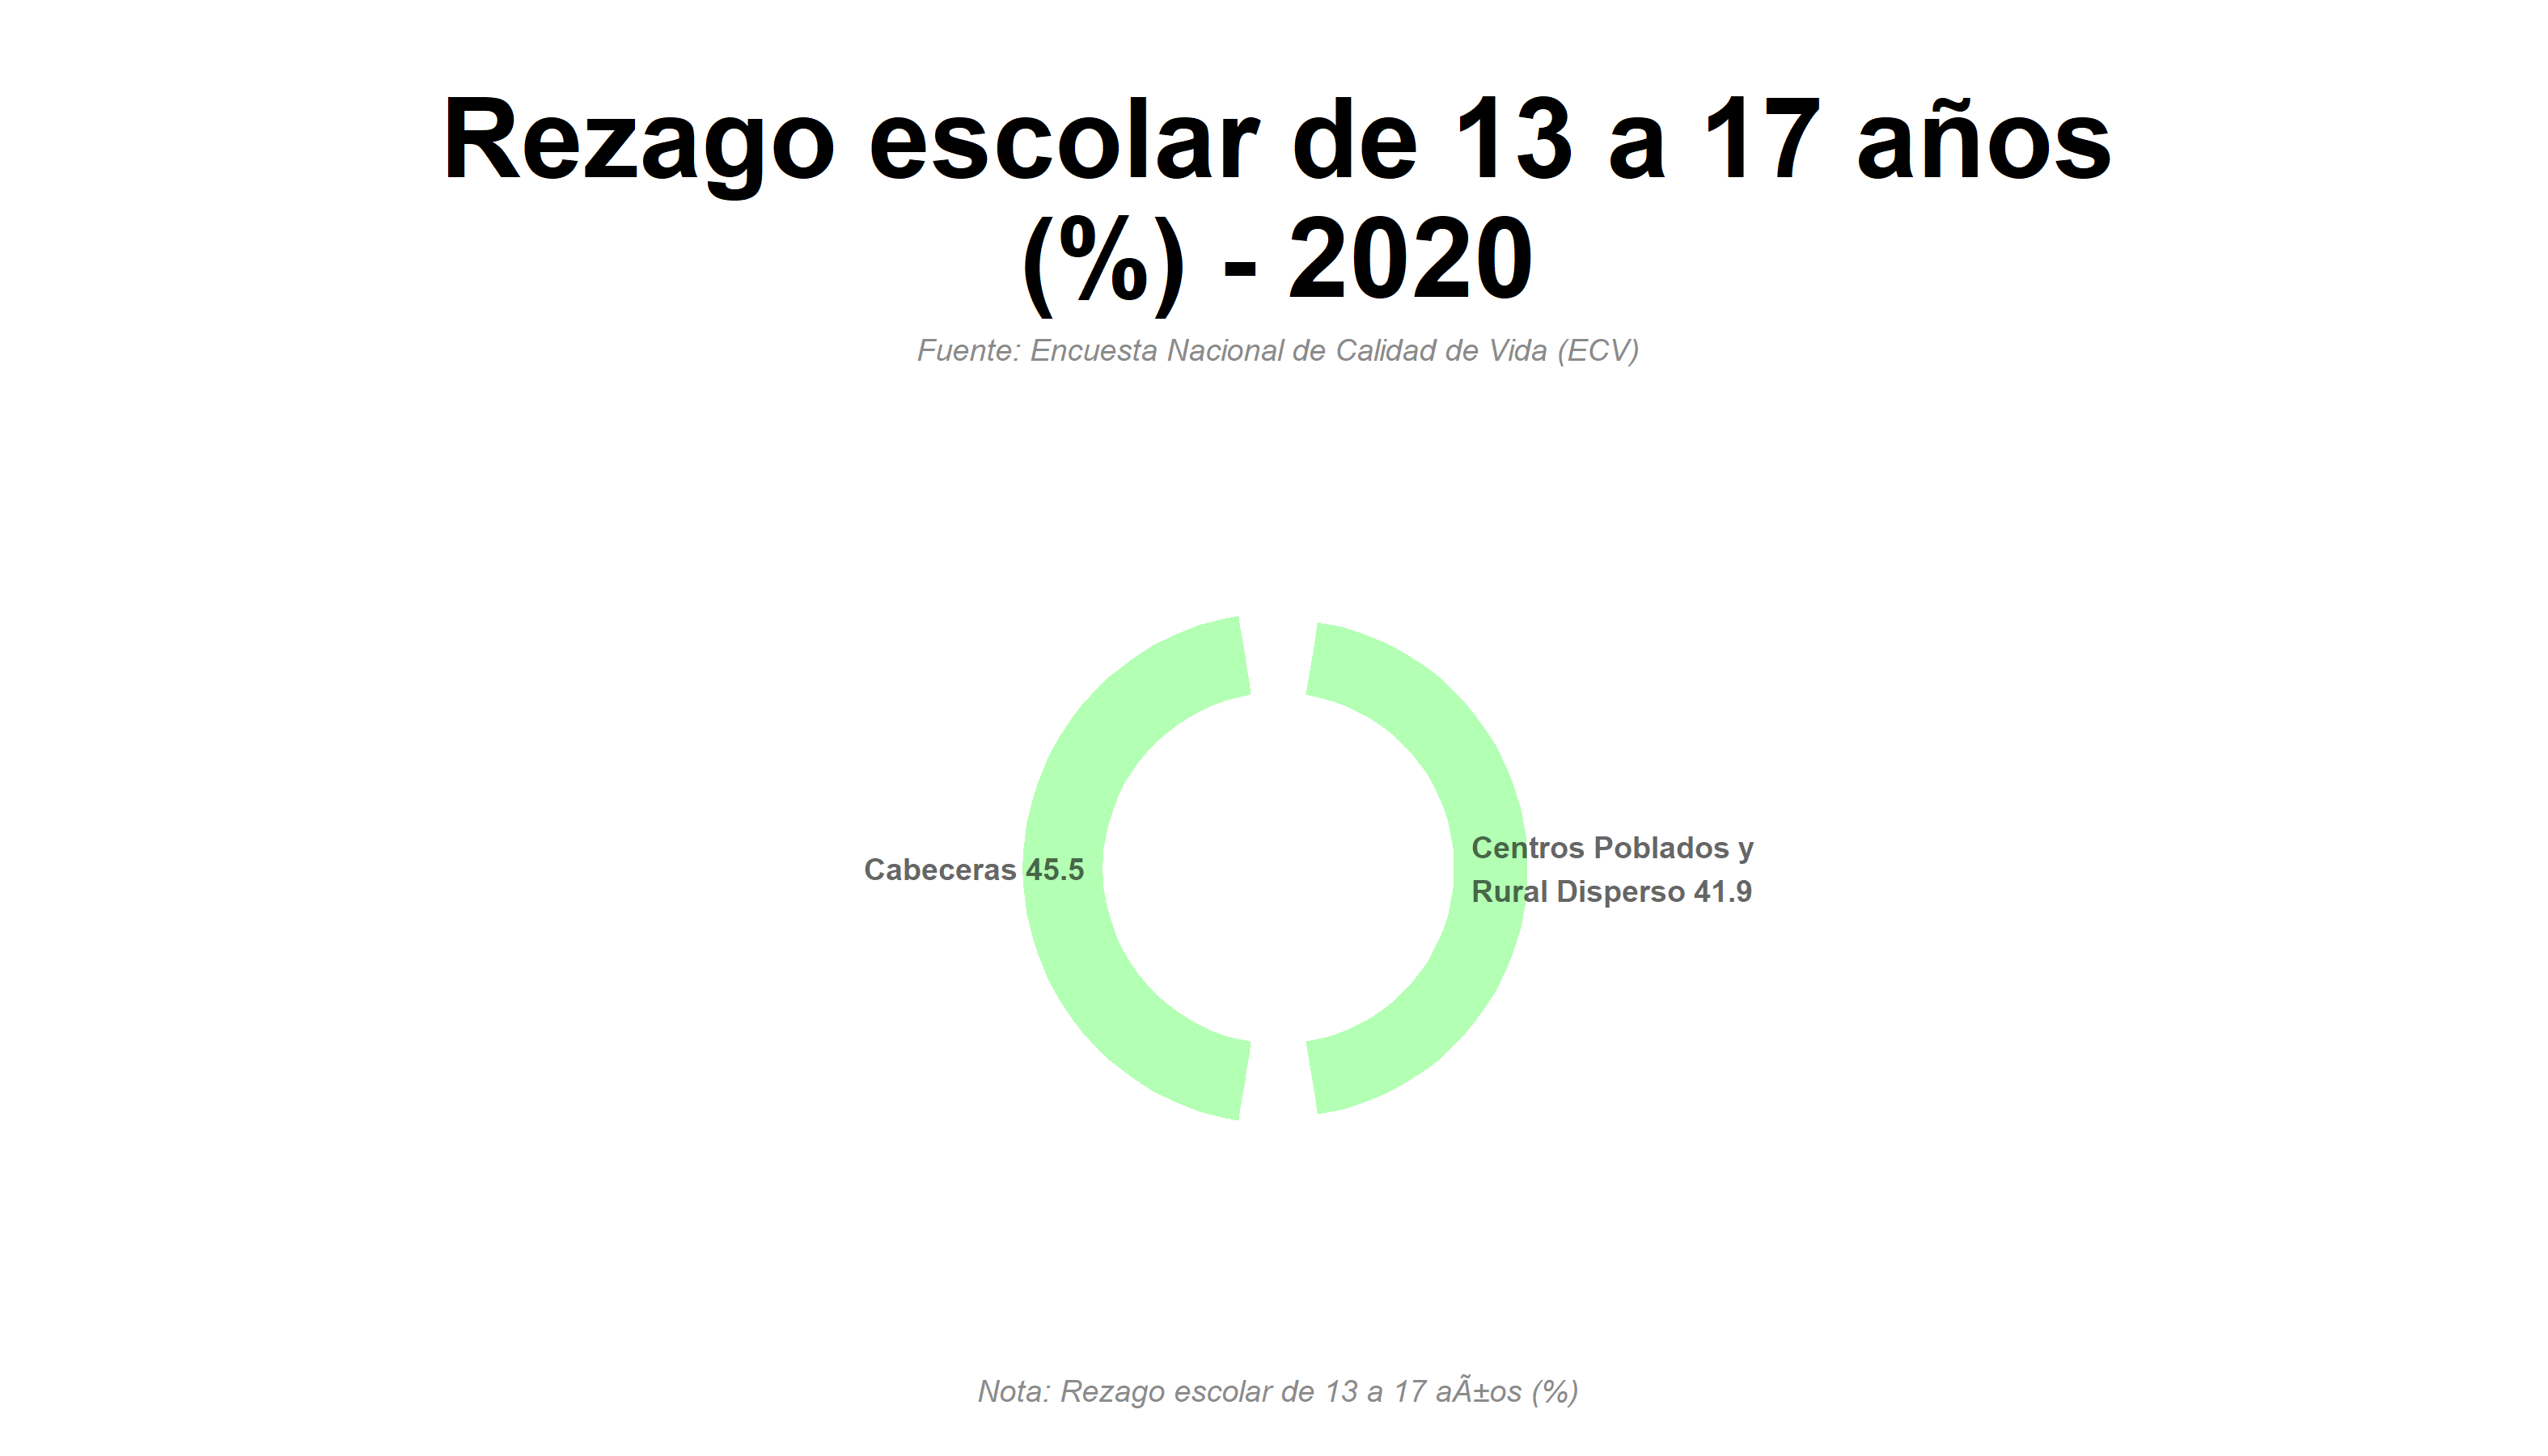 Rezago escolar de 13 a 17 años
(%) - 2020
Fuente: Encuesta Nacional de Calidad de Vida (ECV)
Cabeceras 45.5
Centros Poblados y
Rural Disperso 41.9
Nota: Rezago escolar de 13 a 17 aÃ±os (%)